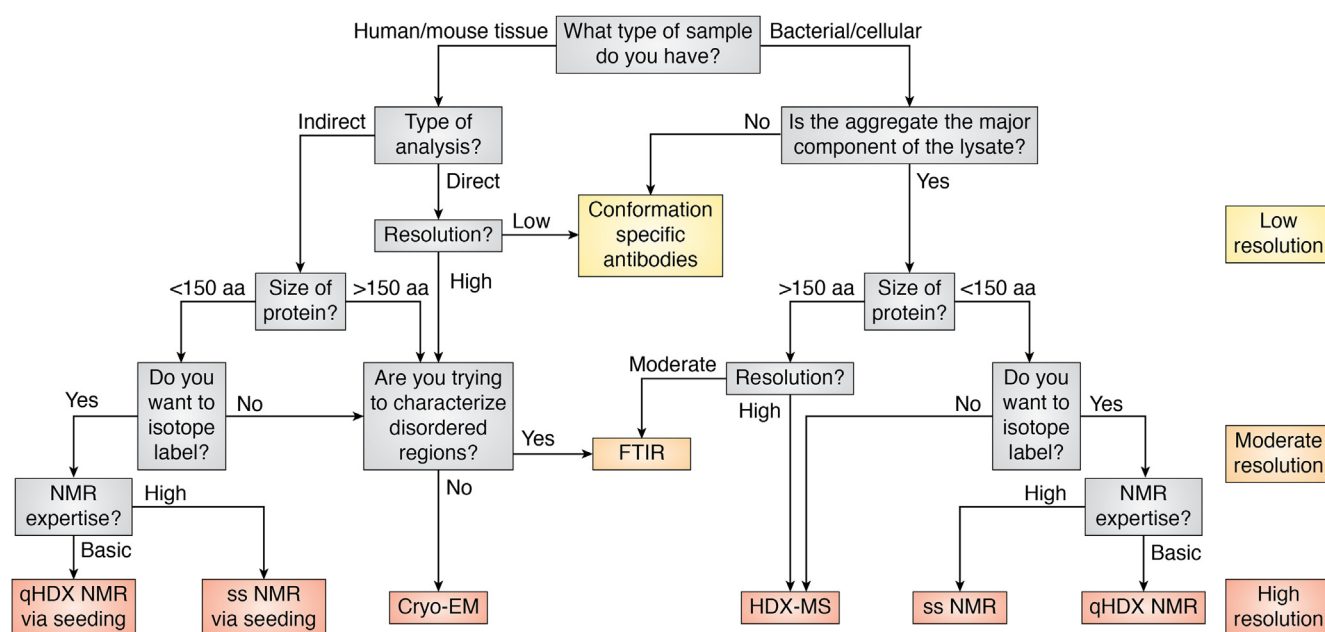 Human/mouse tissue
What type of sample
do you have?
Bacterial/cellular
Indirect
Type of
analysis?
No
Is the aggregate the major
component of the lysate?
Direct
Yes
Resolution?
Low
Conformation
specific
antibodies
Low
resolution
High
<150 aa
Size of
protein?
>150 aa
>150 aa
Size of
protein?
<150 aa
Yes
Do you
want to
isotope
label?
No
Are you trying
to characterize
disordered
regions?
Yes
Moderate
Resolution?
High
FTIR
No
Do you
want to
isotope
label?
Yes
Moderate
resolution
NMR
expertise?
High
Basic
No
High
NMR
expertise?
Basic
qHDX NMR
via seeding
ss NMR
via seeding
Cryo-EM
HDX-MS
ss NMR
qHDX NMR
High
resolution